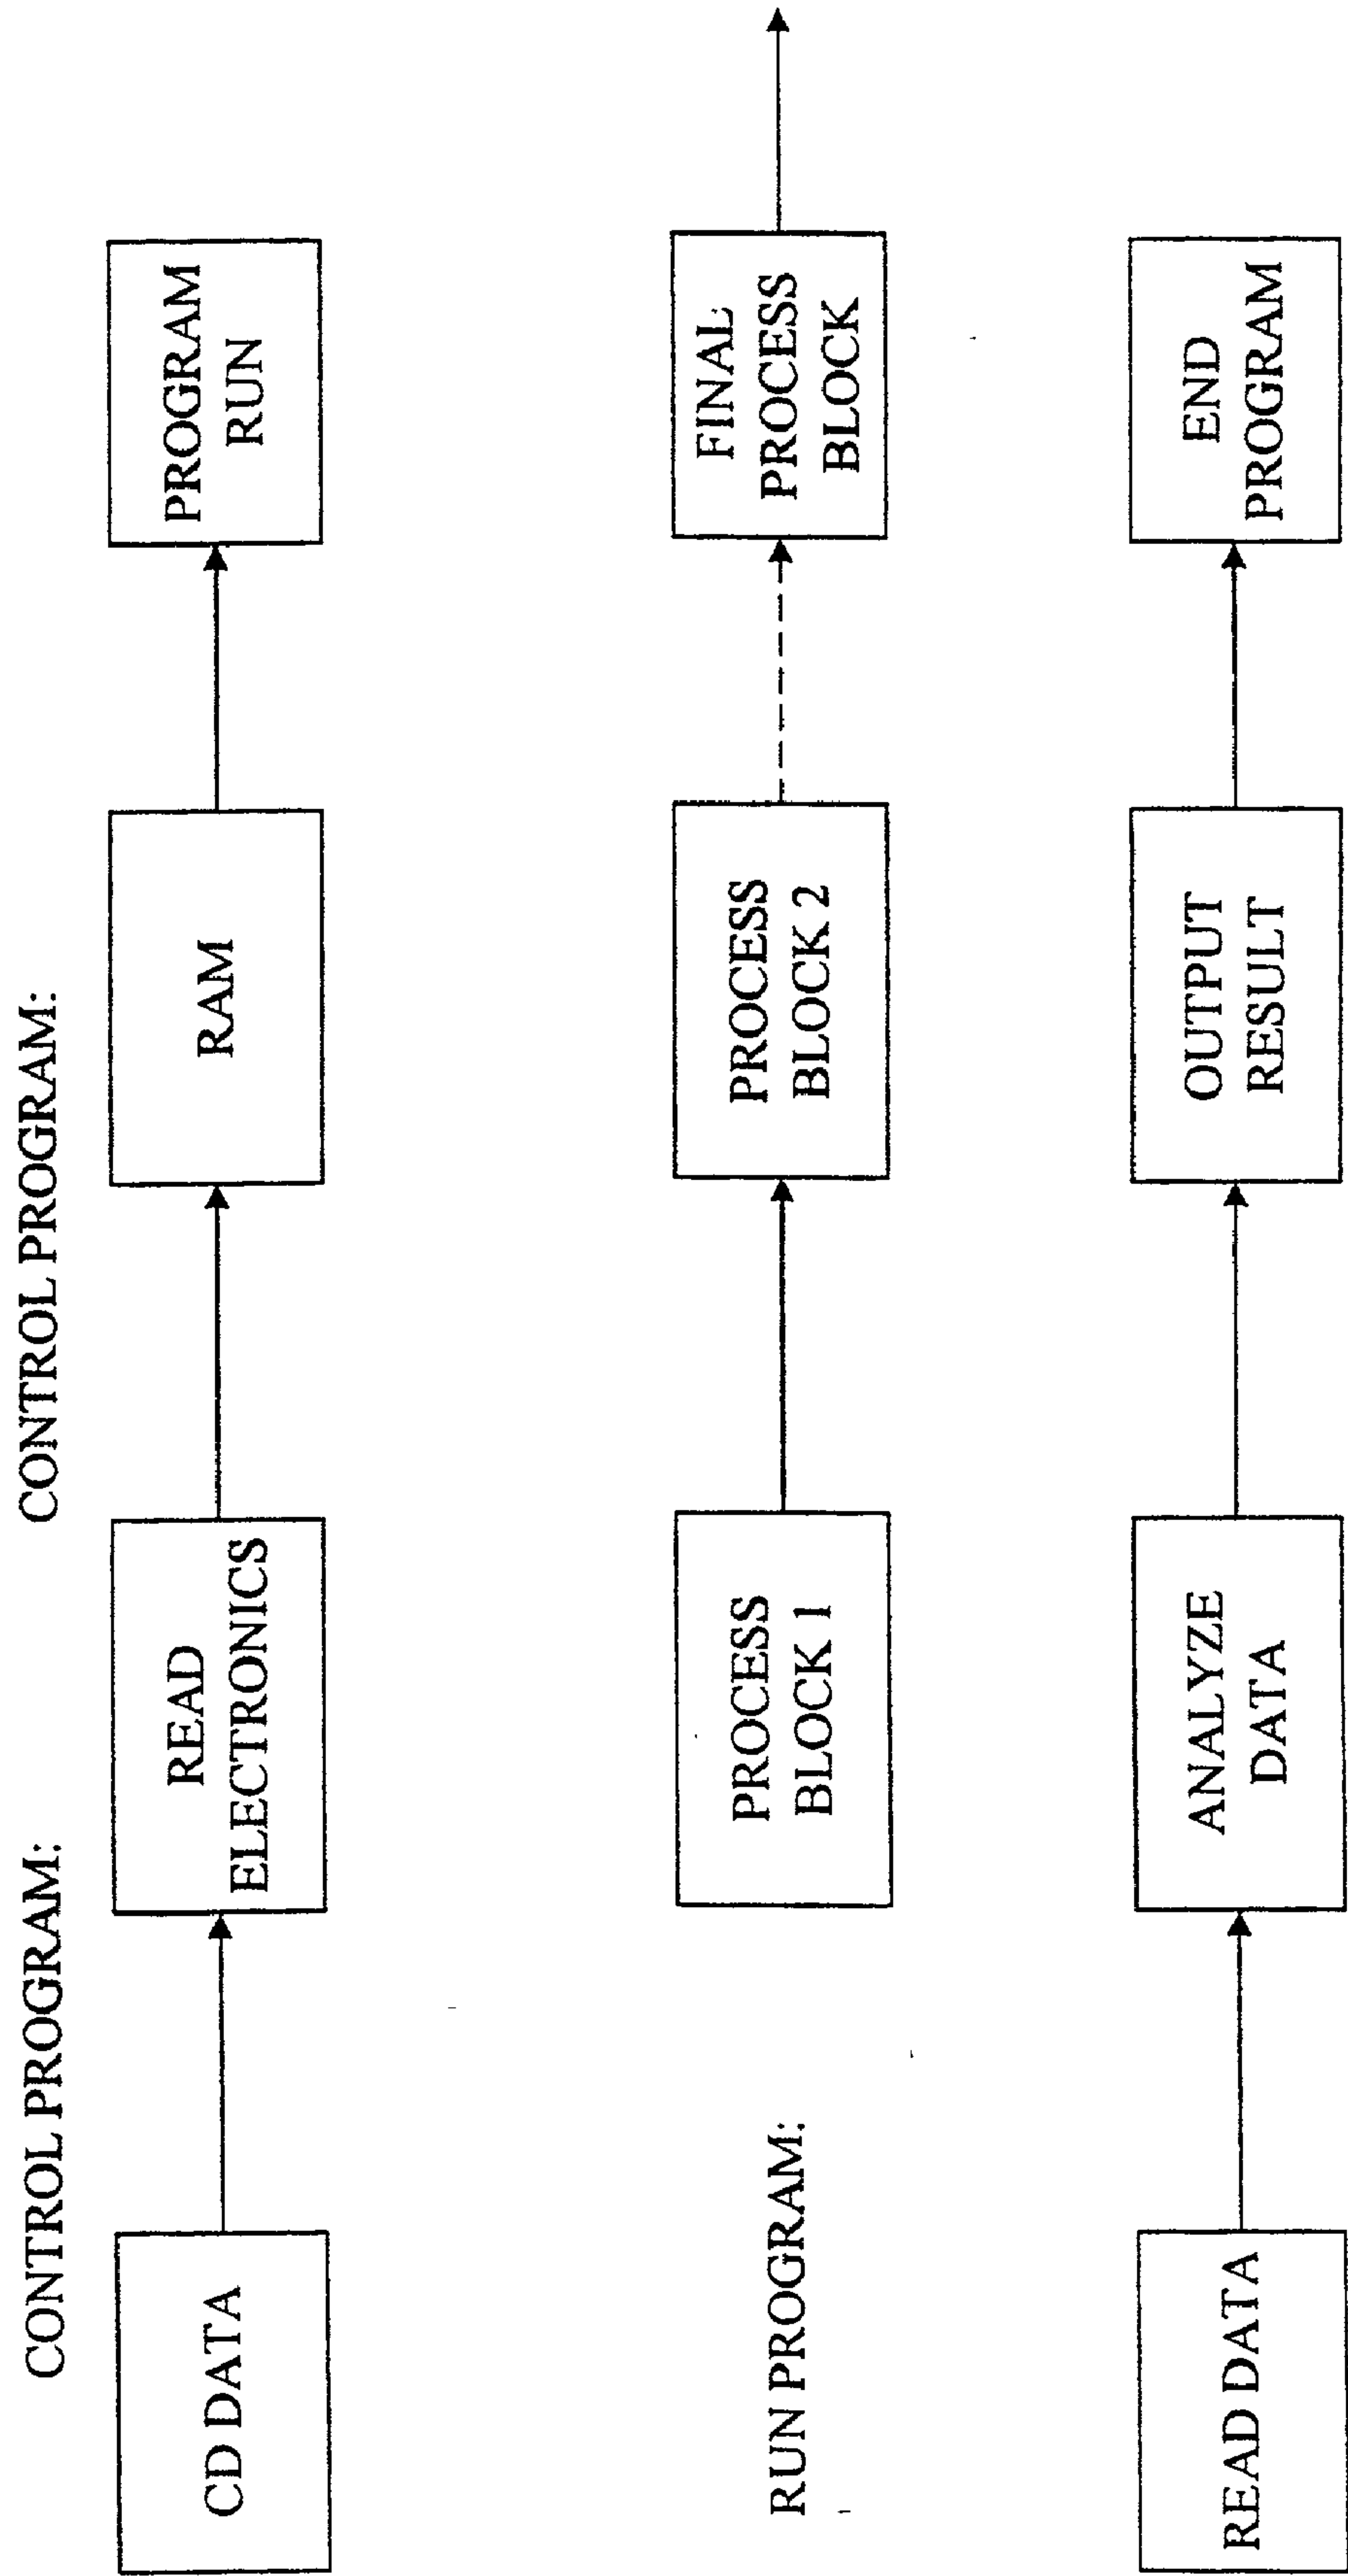 CONTROL PROGRAM:
CONTROL PROGRAM:
CD DATA
READ
ELECTRONICS
RAM
PROGRAM
RUN
RUN PROGRAM:
PROCESS
BLOCK 1
PROCESS
BLOCK 2
FINAL
PROCESS
BLOCK
READ DATA
ANALYZE
DATA
OUTPUT
RESULT
END
PROGRAM